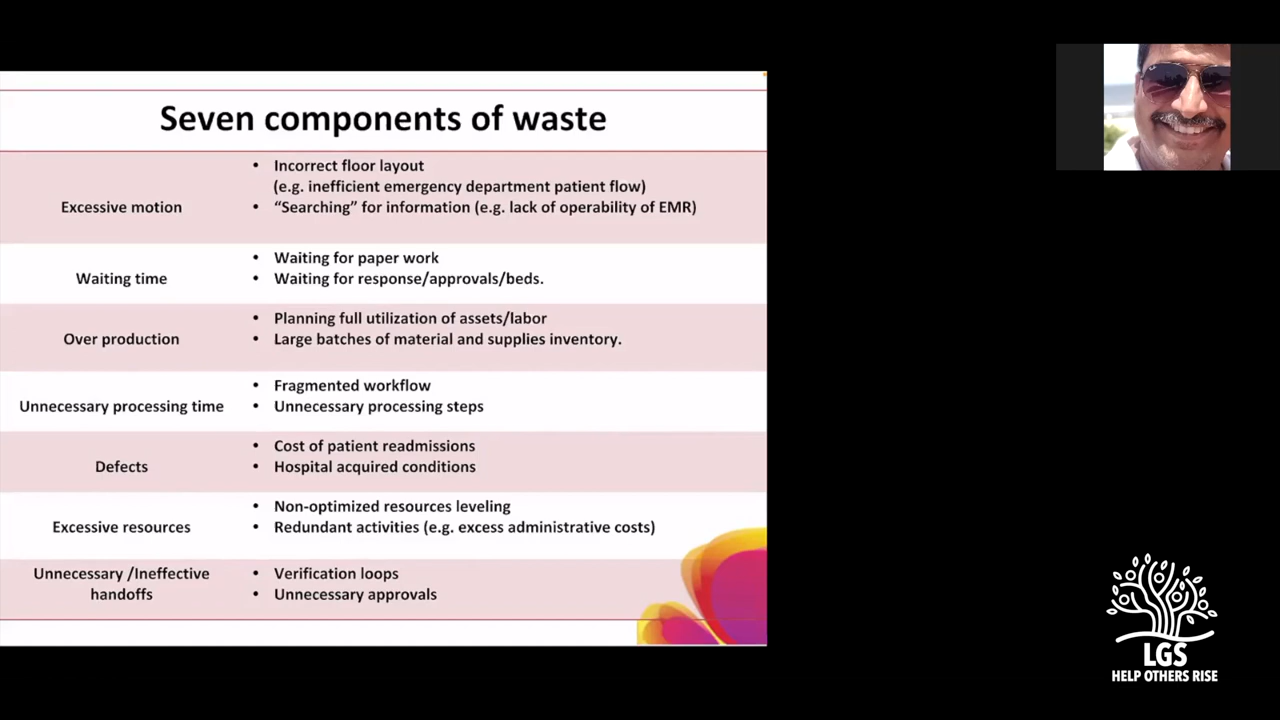 Seven components of waste
Excessive motion
• Incorrect floor layout
(e.g. inefficient emergency department patient flow)
• “Searching” for information (e.g. lack of operability of EMR)
Waiting time
• Waiting for paper work
• Waiting for response/approvals/beds.
Over production
• Planning full utilization of assets/labor
• Large batches of material and supplies inventory.
Unnecessary processing time
• Fragmented workflow
• Unnecessary processing steps
Defects
• Cost of patient readmissions
• Hospital acquired conditions
Excessive resources
• Non-optimized resources leveling
• Redundant activities (e.g. excess administrative costs)
Unnecessary /Ineffective
handoffs
• Verification loops
• Unnecessary approvals
LGS
HELP OTHERS RISE